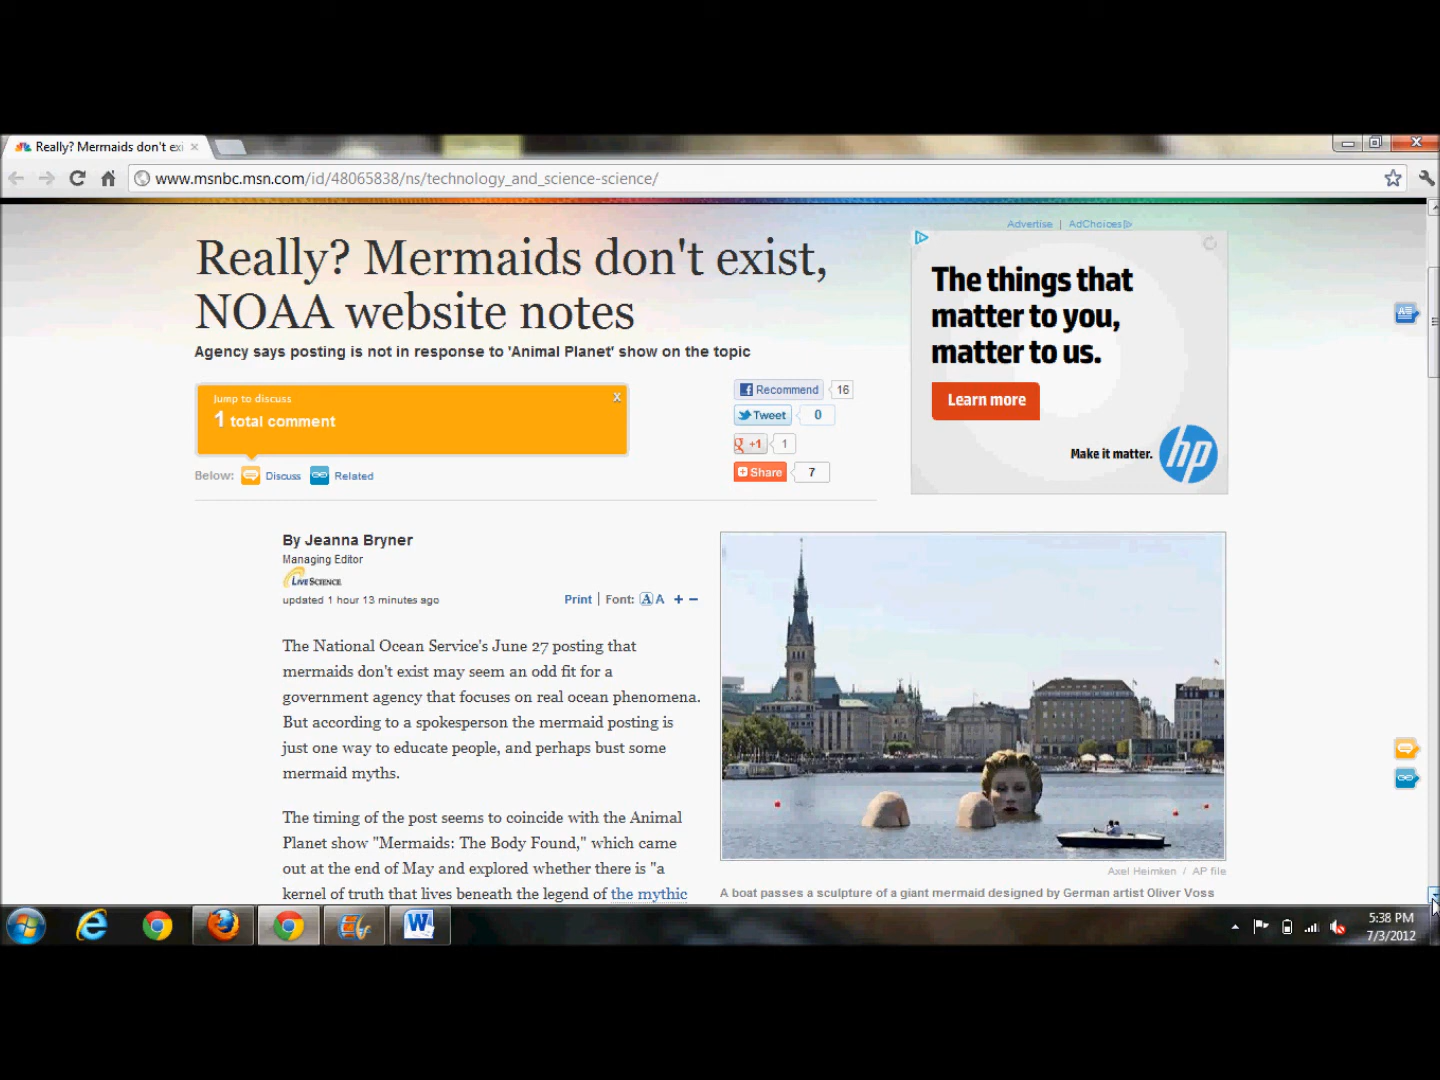 Really? Mermaids don't exi
www.msnbc.msn.com/id/48065838/ns/technology_and_science-science/
Advertise | AdChoices
Really? Mermaids don't exist,
NOAA website notes
Agency says posting is not in response to 'Animal Planet' show on the topic
Jump to discuss
X
1 total comment
Below: Discuss Related
Recommend 16
Tweet 0
+1 1
Share 7
The things that
matter to you,
matter to us.
Learn more
Make it matter. hp
By Jeanna Bryner
Managing Editor
LiveScience
updated 1 hour 13 minutes ago
Print | Font: A A + −
The National Ocean Service's June 27 posting that
mermaids don't exist may seem an odd fit for a
government agency that focuses on real ocean phenomena.
But according to a spokesperson the mermaid posting is
just one way to educate people, and perhaps bust some
mermaid myths.
The timing of the post seems to coincide with the Animal
Planet show "Mermaids: The Body Found," which came
out at the end of May and explored whether there is "a
kernel of truth that lives beneath the legend of the mythic
Axel Heimken / AP file
A boat passes a sculpture of a giant mermaid designed by German artist Oliver Voss
5:38 PM
7/3/2012